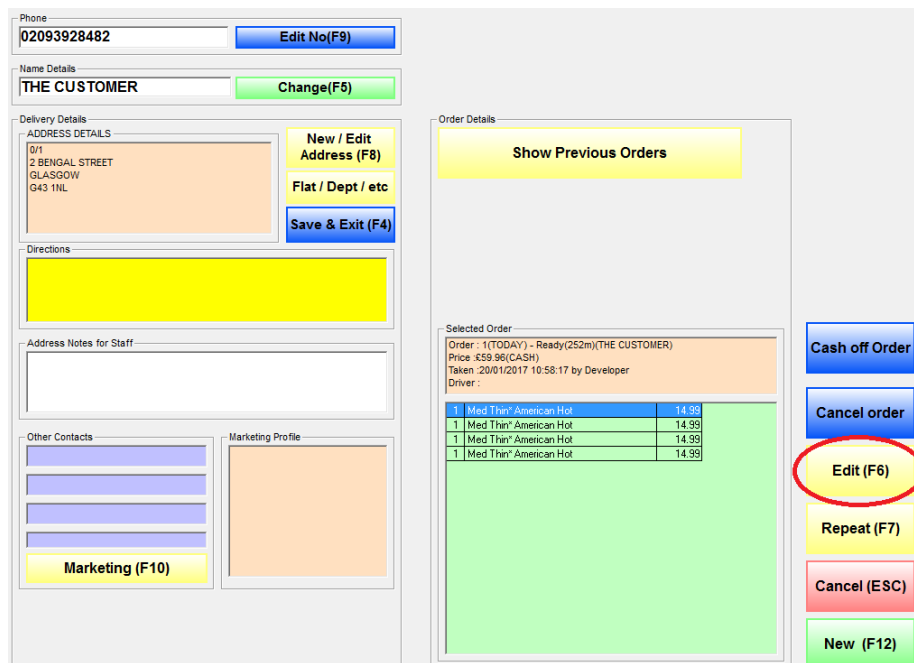 Phone
02093928482
Edit No(F9)
Name Details
THE CUSTOMER
Change(F5)
Delivery Details
ADDRESS DETAILS
0/1
2 BENGAL STREET
GLASGOW
G43 1NL
New / Edit
Address (F8)
Flat / Dept / etc
Save & Exit (F4)
Directions
Address Notes for Staff
Other Contacts
Marketing (F10)
Marketing Profile
Order Details
Show Previous Orders
Selected Order
Order : 1(TODAY) - Ready(252m)(THE CUSTOMER)
Price :£59.96(CASH)
Taken :20/01/2017 10:58:17 by Developer
Driver :
1 Med Thin* American Hot 14.99
1 Med Thin* American Hot 14.99
1 Med Thin* American Hot 14.99
1 Med Thin* American Hot 14.99
Cash off Order
Cancel order
Edit (F6)
Repeat (F7)
Cancel (ESC)
New (F12)